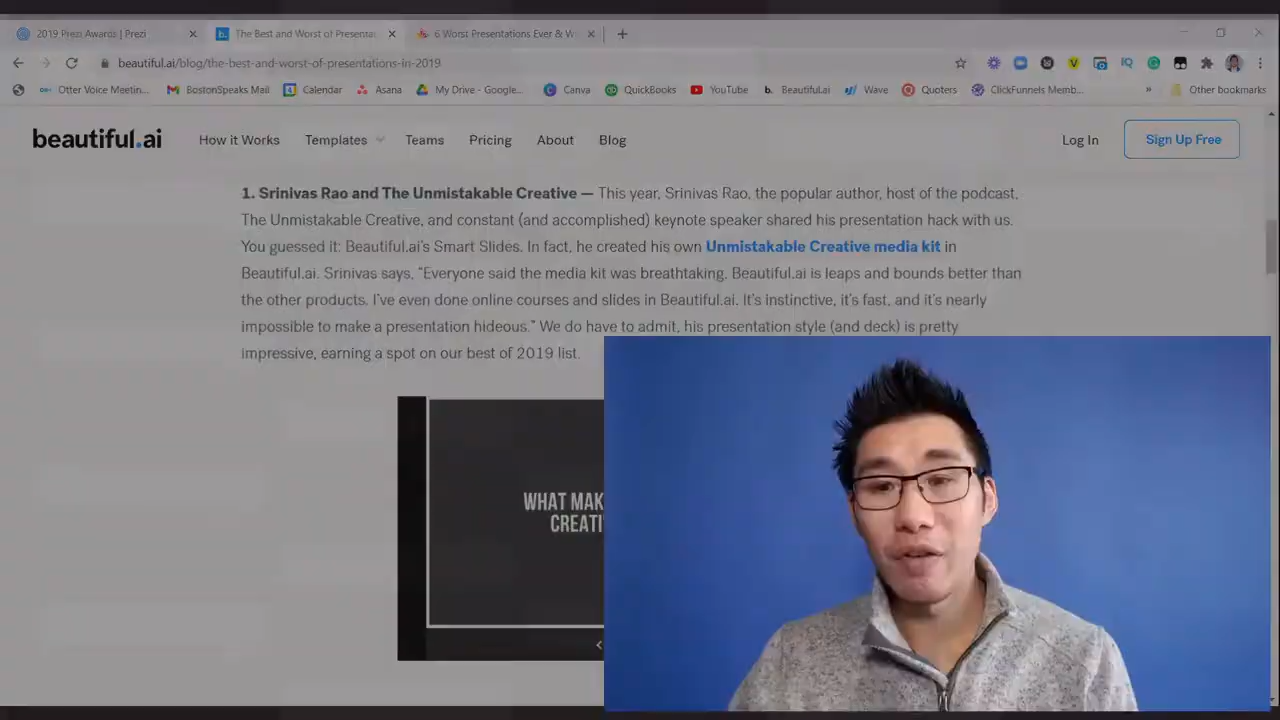 2019 Prezi Awards | Prezi
The Best and Worst of Presenta
6 Worst Presentations Ever & W
beautiful.ai/blog/the-best-and-worst-of-presentations-in-2019
Otter Voice Meetin... BostonSpeaks Mail Calendar Asana My Drive - Google... Canva QuickBooks YouTube b. Beautiful.ai Wave Quoters ClickFunnels Memb... » Other bookmarks
beautiful.ai How it Works Templates Teams Pricing About Blog Log In Sign Up Free
1. Srinivas Rao and The Unmistakable Creative — This year, Srinivas Rao, the popular author, host of the podcast,
The Unmistakable Creative, and constant (and accomplished) keynote speaker shared his presentation hack with us.
You guessed it: Beautiful.ai's Smart Slides. In fact, he created his own Unmistakable Creative media kit in
Beautiful.ai. Srinivas says, “Everyone said the media kit was breathtaking. Beautiful.ai is leaps and bounds better than
the other products. I've even done online courses and slides in Beautiful.ai. It's instinctive, it's fast, and it's nearly
impossible to make a presentation hideous.” We do have to admit, his presentation style (and deck) is pretty
impressive, earning a spot on our best of 2019 list.
WHAT MAK
CREATI